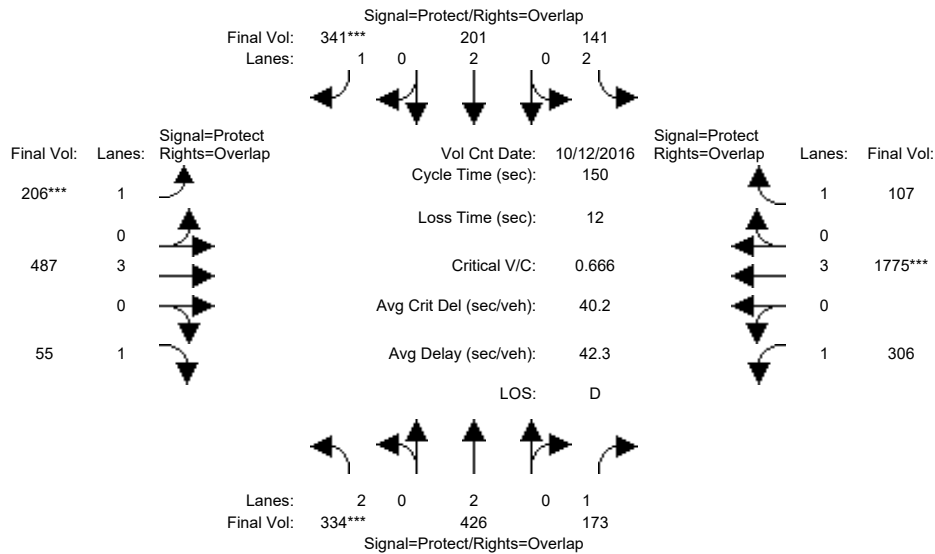 Signal=Protect/Rights=Overlap
Final Vol: 341*** 201 141
Lanes: 1 0 2 0 2
Signal=Protect
Final Vol: Lanes: Rights=Overlap
Vol Cnt Date: 10/12/2016
Signal=Protect
Rights=Overlap Lanes: Final Vol:
Cycle Time (sec): 150
206*** 1
1 107
Loss Time (sec): 12
0
0
487 3
Critical V/C: 0.666
3 1775***
0
Avg Crit Del (sec/veh): 40.2
0
55 1
Avg Delay (sec/veh): 42.3
1 306
LOS: D
Lanes: 2 0 2 0 1
Final Vol: 334*** 426 173
Signal=Protect/Rights=Overlap